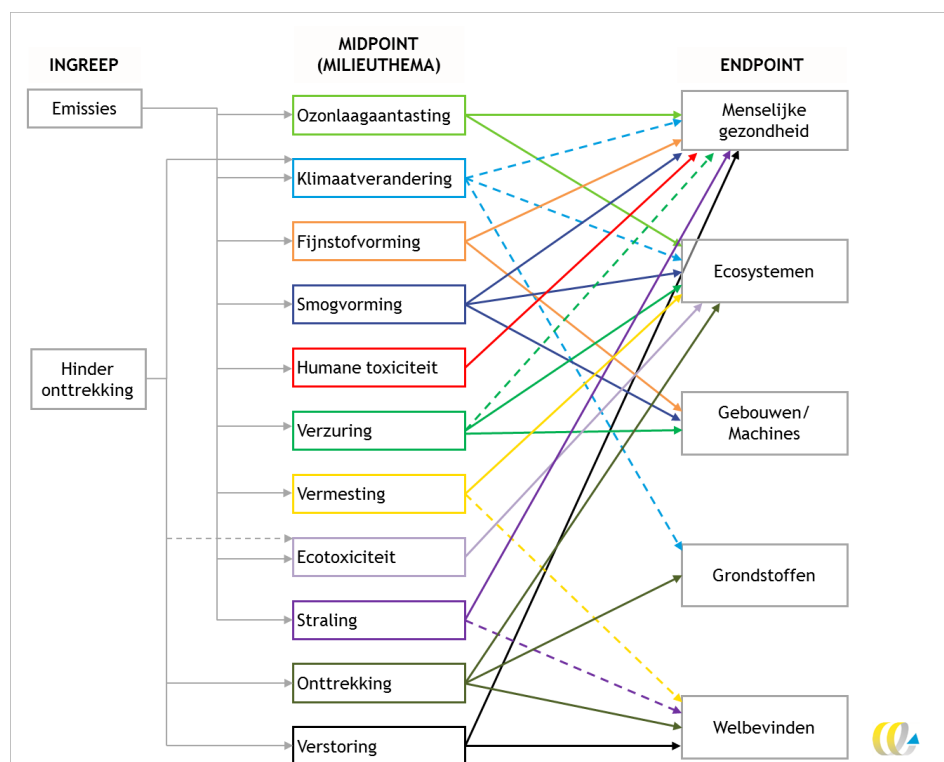 INGREEP
MIDPOINT
(MILIEUTHEMA)
ENDPOINT
Emissies
Hinder
onttrekking
Ozonlaagaantasting
Klimaatverandering
Fijnstofvorming
Smogvorming
Humane toxiciteit
Verzuring
Vermesting
Ecotoxiciteit
Straling
Onttrekking
Verstoring
Menselijke
gezondheid
Ecosystemen
Gebouwen/
Machines
Grondstoffen
Welbevinden